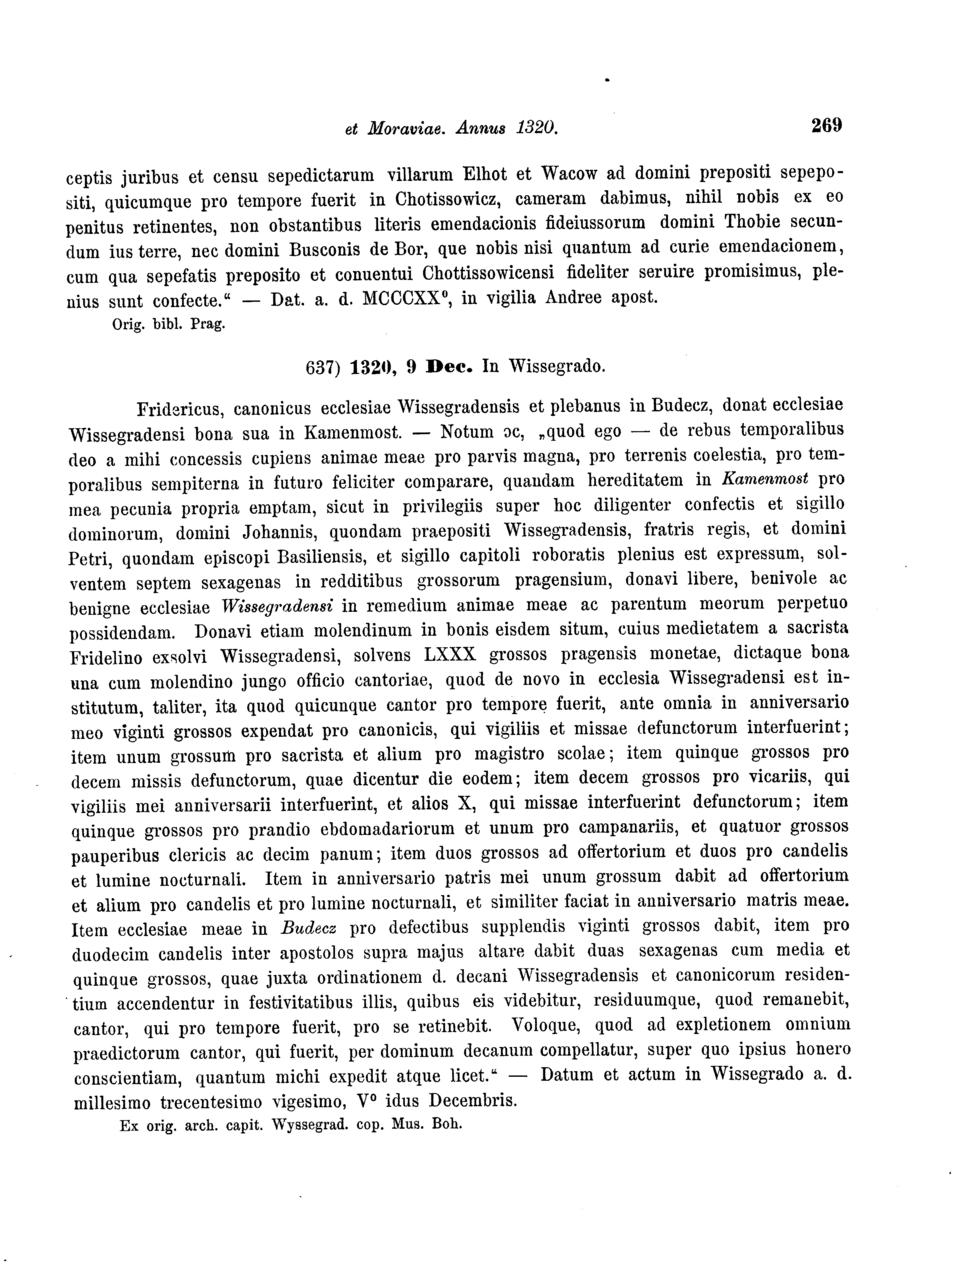 et Moraviae. Annus 1320. 269
ceptis juribus et censu sepedictarum villarum Elhot et Wacow ad domini prepositi sepepo-
siti, quicumque pro tempore fuerit in Chotissowicz, cameram dabimus, nihil nobis ex eo
penitus retinentes, non obstantibus literis emendacionis fideiussorum domini Thobie secun-
dum ius terre, nec domini Busconis de Bor, que nobis nisi quantum ad curie emendacionem,
cum qua sepefatis preposito et conuentui Chottissowicensi fideliter seruire promisimus, ple-
nius sunt confecte.“ — Dat. a. d. MCCCXX⁰, in vigilia Andree apost.
Orig. bibl. Prag.
637) 1320, 9 Dec. In Wissegrado.
Fridericus, canonicus ecclesiae Wissegradensis et plebanus in Budecz, donat ecclesiae
Wissegradensi bona sua in Kamenmost. — Notum ɔc, „quod ego — de rebus temporalibus
deo a mihi concessis cupiens animae meae pro parvis magna, pro terrenis coelestia, pro tem-
poralibus sempiterna in futuro feliciter comparare, quandam hereditatem in Kamenmost pro
mea pecunia propria emptam, sicut in privilegiis super hoc diligenter confectis et sigillo
dominorum, domini Johannis, quondam praepositi Wissegradensis, fratris regis, et domini
Petri, quondam episcopi Basiliensis, et sigillo capitoli roboratis plenius est expressum, sol-
ventem septem sexagenas in redditibus grossorum pragensium, donavi libere, benivole ac
benigne ecclesiae Wissegradensi in remedium animae meae ac parentum meorum perpetuo
possidendam. Donavi etiam molendinum in bonis eisdem situm, cuius medietatem a sacrista
Fridelino exsolvi Wissegradensi, solvens LXXX grossos pragensis monetae, dictaque bona
una cum molendino jungo officio cantoriae, quod de novo in ecclesia Wissegradensi est in-
stitutum, taliter, ita quod quicunque cantor pro tempore fuerit, ante omnia in anniversario
meo viginti grossos expendat pro canonicis, qui vigiliis et missae defunctorum interfuerint;
item unum grossum pro sacrista et alium pro magistro scolae; item quinque grossos pro
decem missis defunctorum, quae dicentur die eodem; item decem grossos pro vicariis, qui
vigiliis mei anniversarii interfuerint, et alios X, qui missae interfuerint defunctorum; item
quinque grossos pro prandio ebdomadariorum et unum pro campanariis, et quatuor grossos
pauperibus clericis ac decim panum; item duos grossos ad offertorium et duos pro candelis
et lumine nocturnali. Item in anniversario patris mei unum grossum dabit ad offertorium
et alium pro candelis et pro lumine nocturnali, et similiter faciat in anniversario matris meae.
Item ecclesiae meae in Budecz pro defectibus supplendis viginti grossos dabit, item pro
duodecim candelis inter apostolos supra majus altare dabit duas sexagenas cum media et
quinque grossos, quae juxta ordinationem d. decani Wissegradensis et canonicorum residen-
tium accendentur in festivitatibus illis, quibus eis videbitur, residuumque, quod remanebit,
cantor, qui pro tempore fuerit, pro se retinebit. Voloque, quod ad expletionem omnium
praedictorum cantor, qui fuerit, per dominum decanum compellatur, super quo ipsius honero
conscientiam, quantum michi expedit atque licet.“ — Datum et actum in Wissegrado a. d.
millesimo trecentesimo vigesimo, V⁰ idus Decembris.
Ex orig. arch. capit. Wyssegrad. cop. Mus. Boh.